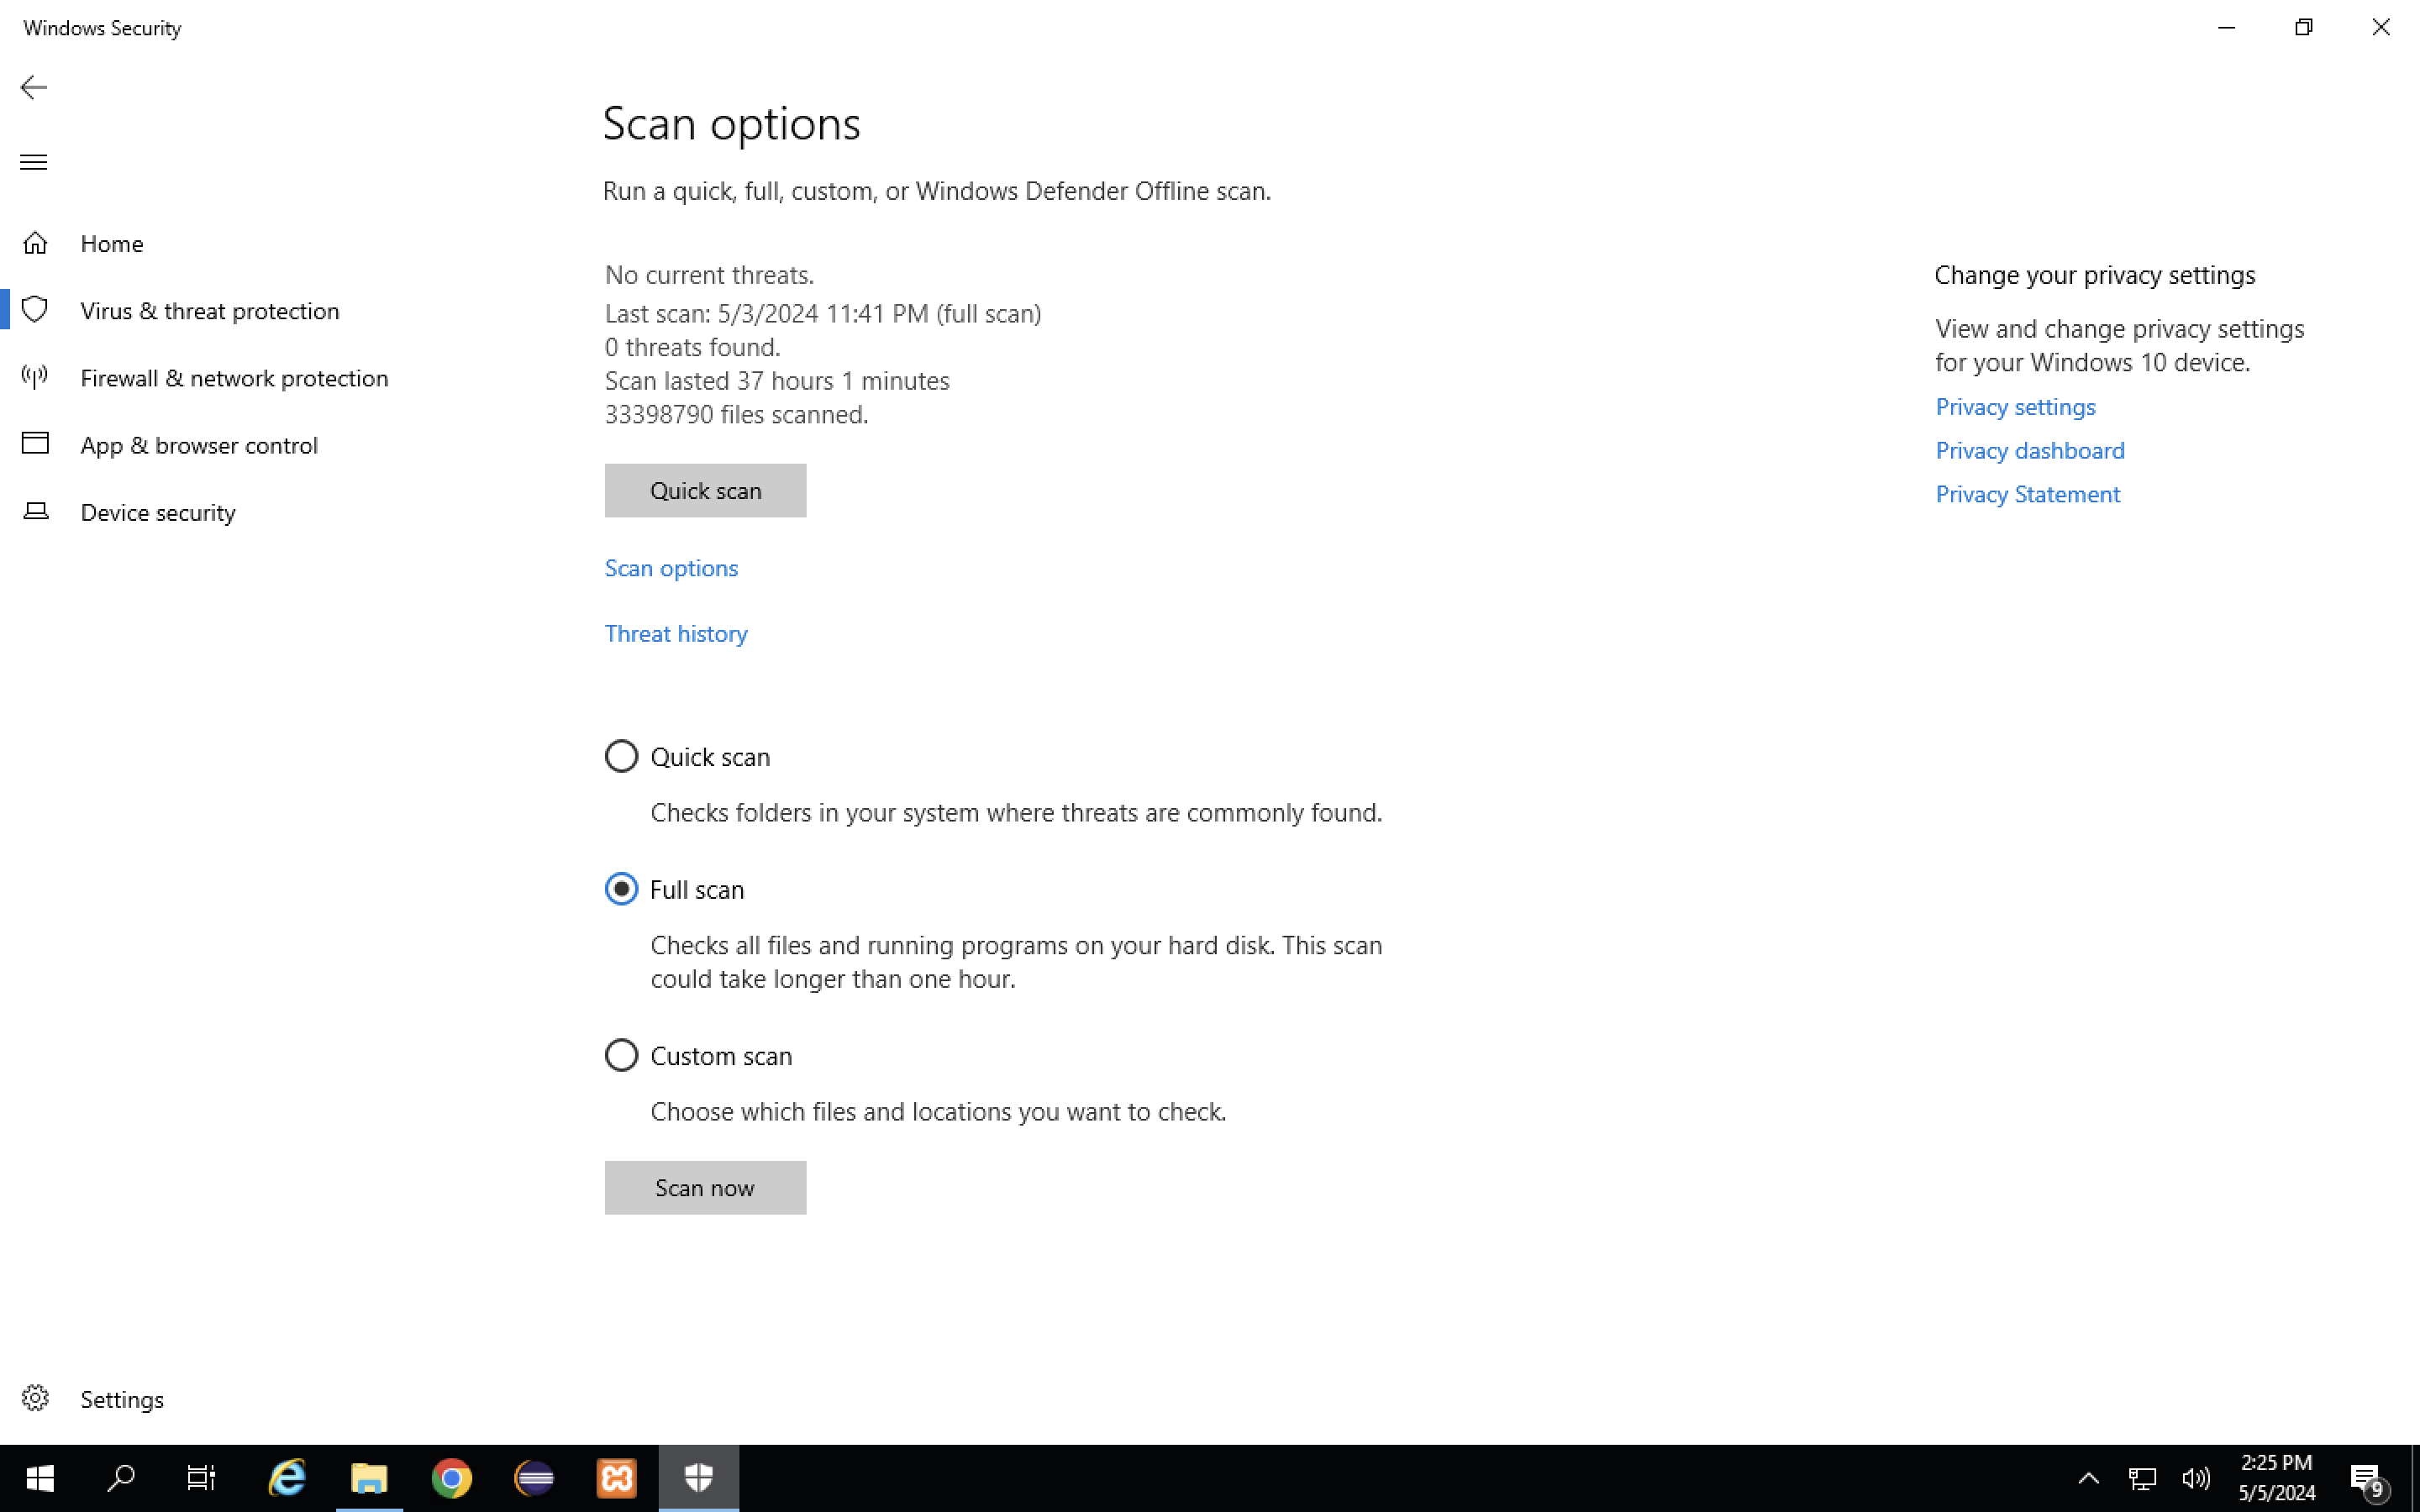 Windows Security
Home
Virus & threat protection
Firewall & network protection
App & browser control
Device security
Settings
Scan options
Run a quick, full, custom, or Windows Defender Offline scan.
No current threats.
Last scan: 5/3/2024 11:41 PM (full scan)
0 threats found.
Scan lasted 37 hours 1 minutes
33398790 files scanned.
Quick scan
Scan options
Threat history
Quick scan
Checks folders in your system where threats are commonly found.
Full scan
Checks all files and running programs on your hard disk. This scan
could take longer than one hour.
Custom scan
Choose which files and locations you want to check.
Scan now
Change your privacy settings
View and change privacy settings
for your Windows 10 device.
Privacy settings
Privacy dashboard
Privacy Statement
2:25 PM
5/5/2024
9